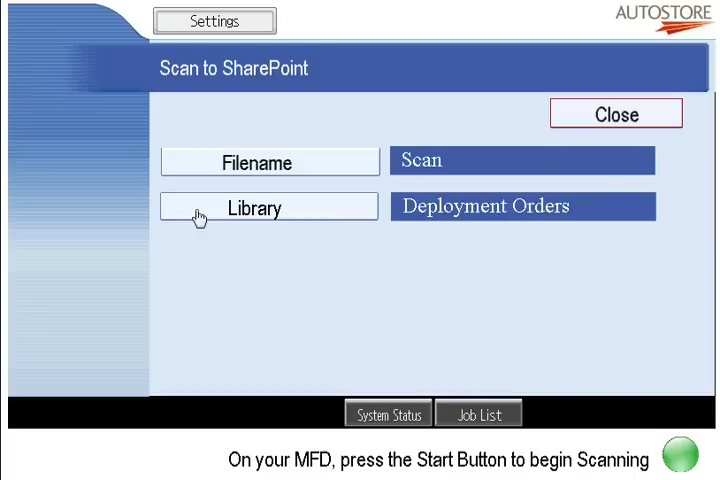 Settings
AUTOSTORE
Scan to SharePoint
Close
Filename
Scan
Library
Deployment Orders
System Status
Job List
On your MFD, press the Start Button to begin Scanning